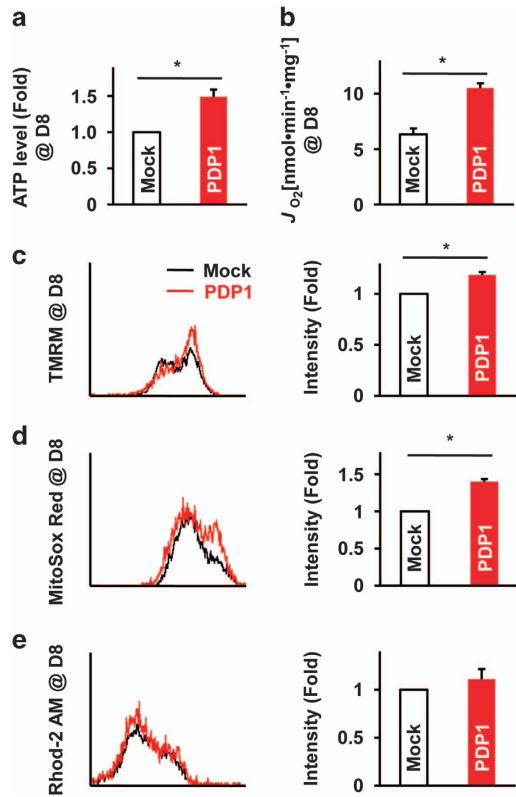 a
ATP level (Fold)
@ D8
1.5
1.0
0.5
0
*
Mock
PDP1
b
J O2[nmol•min-1•mg-1]
@ D8
10
5
0
*
Mock
PDP1
c
TMRM @ D8
Mock
PDP1
Intensity (Fold)
1
0.5
0
*
Mock
PDP1
d
MitoSox Red @ D8
Intensity (Fold)
1.5
1
0.5
0
*
Mock
PDP1
e
Rhod-2 AM @ D8
Intensity (Fold)
1
0.5
0
Mock
PDP1